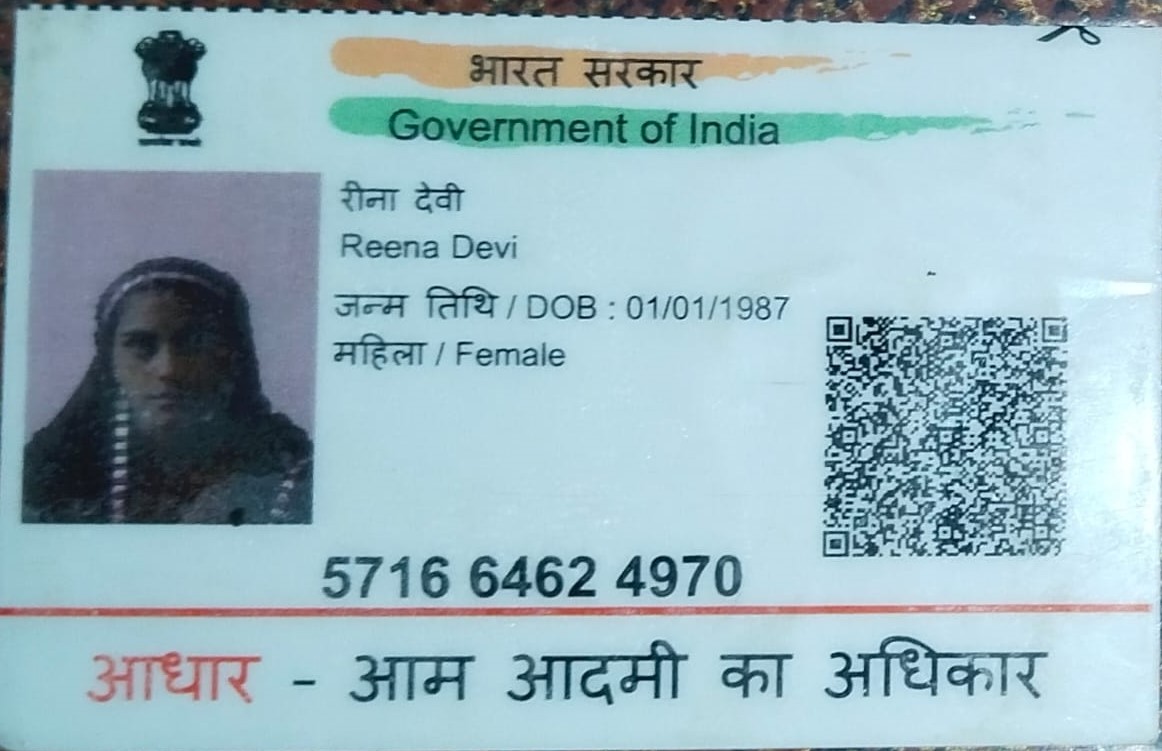 भारत सरकार
Government of India
रीना देवी
Reena Devi
जन्म तिथि / DOB : 01/01/1987
महिला / Female
5716 6462 4970
आधार - आम आदमी का अधिकार